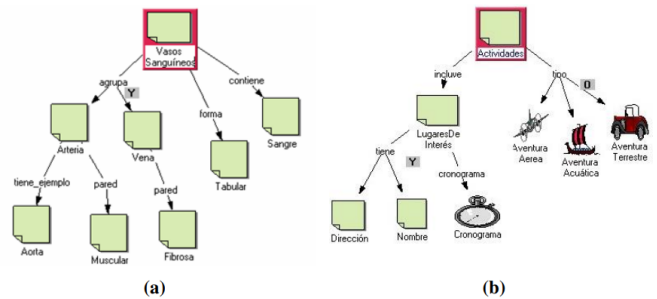 Vasos
Sanguíneos
agrupa
Y
contiene
forma
Arteria
Vena
Tabular
Sangre
tiene_ejemplo
pared
pared
Aorta
Muscular
Fibrosa
(a)
Actividades
incluye
tipo
O
LugaresDe
Interés
Aventura
Aerea
Aventura
Acuática
Aventura
Terrestre
tiene
Y
cronograma
Dirección
Nombre
Cronograma
(b)